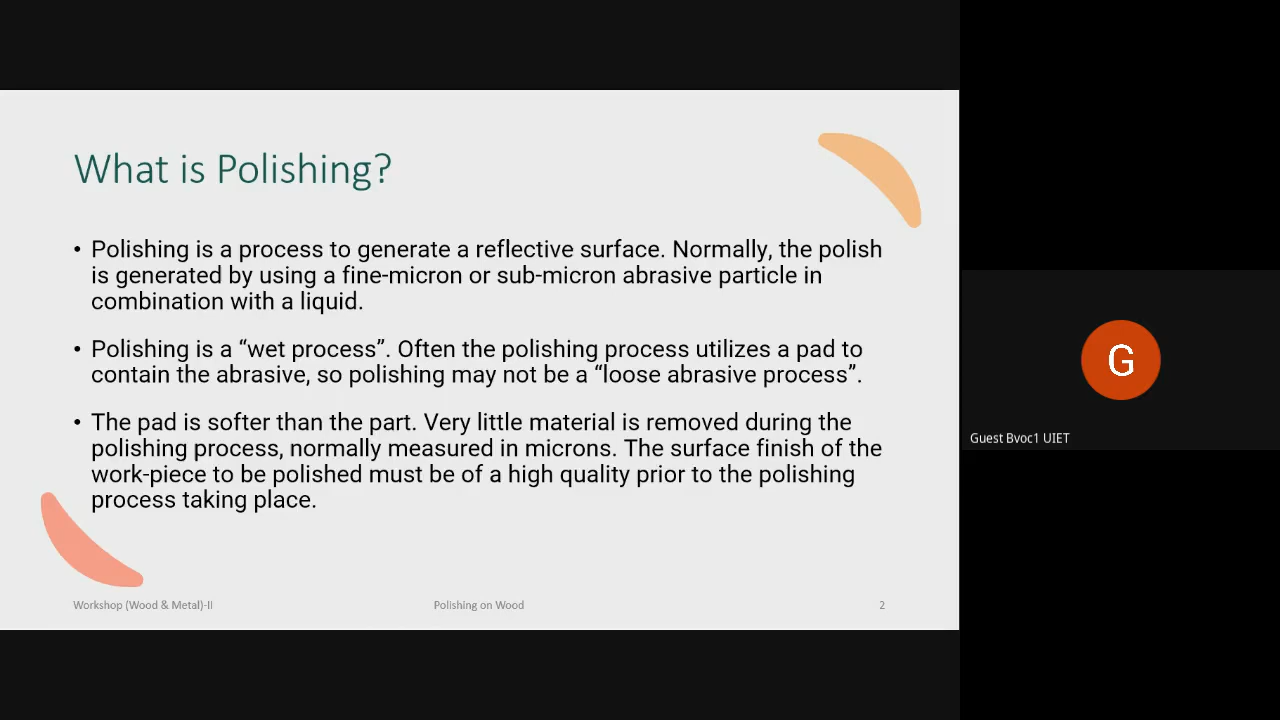 What is Polishing?
• Polishing is a process to generate a reflective surface. Normally, the polish
is generated by using a fine-micron or sub-micron abrasive particle in
combination with a liquid.
• Polishing is a “wet process”. Often the polishing process utilizes a pad to
contain the abrasive, so polishing may not be a “loose abrasive process”.
• The pad is softer than the part. Very little material is removed during the
polishing process, normally measured in microns. The surface finish of the
work-piece to be polished must be of a high quality prior to the polishing
process taking place.
Workshop (Wood & Metal)-II
Polishing on Wood
2
G
Guest Bvoc1 UIET